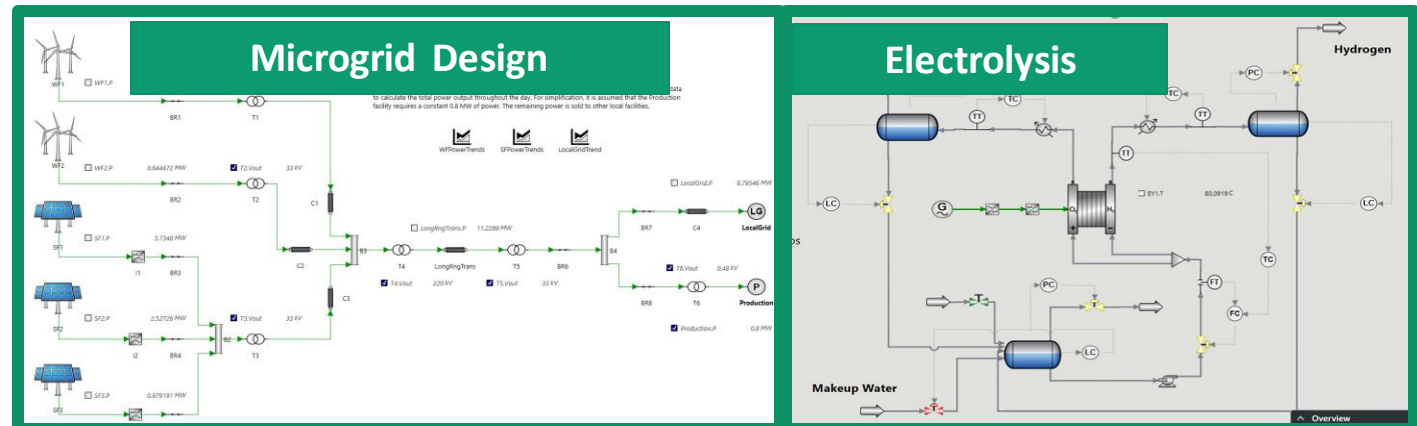 Microgrid Design
data
to calculate the total power output throughout the day. For simplification, it is assumed that the Production
facility requires a constant 0.8 MW of power. The remaining power is sold to other local facilities.
WFPowerTrends SFPowerTrends LocalGridTrend
WF1 WF1.P
BR1 T1
WF2 WF2.P 0.644472 MW T2.Vout 33 kV
BR2 T2
C1
LocalGrid.P 9.79546 MW
LG
BR7 C4 LocalGrid
SF1 SF1.P 3.7348 MW
LongRngTrans.P 11.2289 MW
C2 B3 T4 LongRngTrans T5 BR6 B4
I1 BR3
T4.Vout 220 kV T5.Vout 33 kV
T6.Vout 0.48 kV
C3
P
BR8 T6 Production
SF2 SF2.P 2.52726 MW T3.Vout 33 kV
Production.P 0.8 MW
I2 BR4 B2 T3
SF3 SF3.P 0.979191 MW
Electrolysis
Hydrogen
PC
TC TC
TT TT
TT
LC LC
G
O₂ H₂
+ -
EY1.T 80.0919 C
TC
PC FT
FC
T
LC
Makeup Water
T
Overview